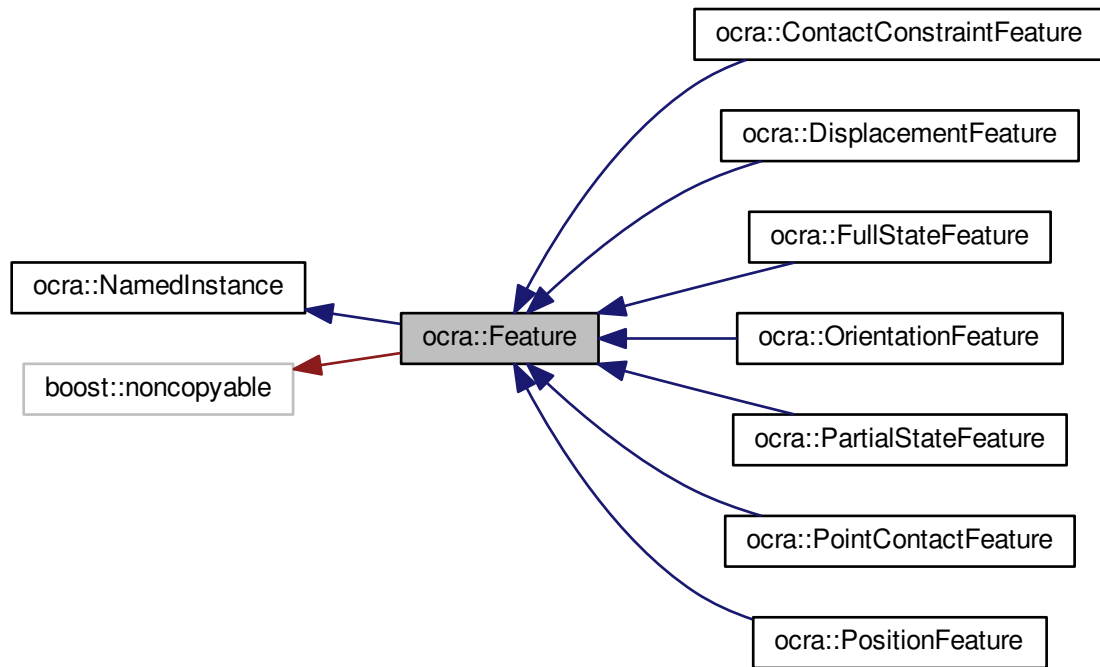 ocra::ContactConstraintFeature
ocra::DisplacementFeature
ocra::FullStateFeature
ocra::NamedInstance
ocra::Feature
ocra::OrientationFeature
boost::noncopyable
ocra::PartialStateFeature
ocra::PointContactFeature
ocra::PositionFeature